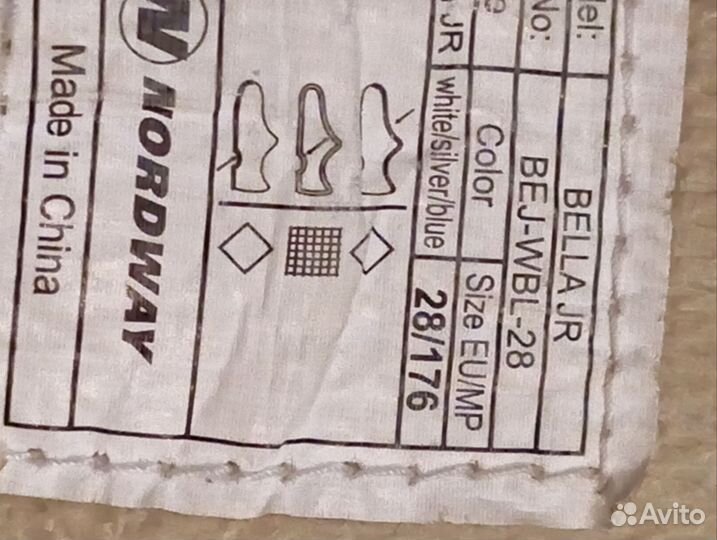 del: BELLA JR
No: BEJ-WBL-28
Color Size EU/MP
JR white/silver/blue 28/176
NORDWAY
Made in China
Avito